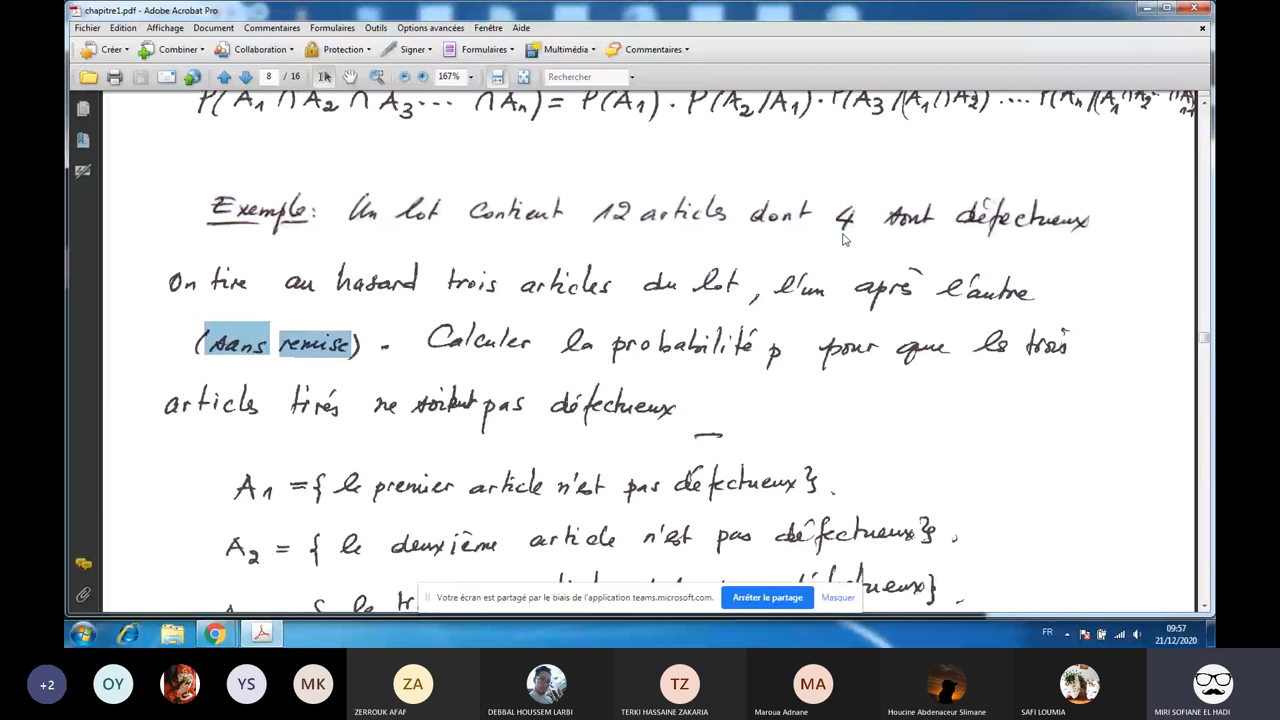 chapitre1.pdf - Adobe Acrobat Pro
Fichier Edition Affichage Document Commentaires Formulaires Outils Options avancées Fenêtre Aide
Créer Combiner Collaboration Protection Signer Formulaires Multimédia Commentaires
8 / 16 167% Rechercher
P(A1 ∩ A2 ∩ A3 .... ∩ An) = P(A1) . P(A2/A1) . P(A3/(A1∩A2) .... P(An/(A1∩A2...∩An-1
Exemple: Un lot contient 12 articles dont 4 sont défectueux
On tire au hasard trois articles du lot, l'un après l'autre
(sans remise). Calculer la probabilité p pour que les trois
articles tirés ne soient pas défectueux
A1 = { le premier article n'est pas défectueux}.
A2 = { le deuxième article n'est pas défectueux}.
défectueux}
Votre écran est partagé par le biais de l'application teams.microsoft.com. Arrêter le partage Masquer
FR 09:57
21/12/2020
+2 OY YS MK ZA TZ MA
ZERROUK AFAF DEBBAL HOUSSEM LARBI TERKI HASSAINE ZAKARIA Maroua Adnane Houcine Abdenaceur Slimane SAFI LOUMIA MIRI SOFIANE EL HADI